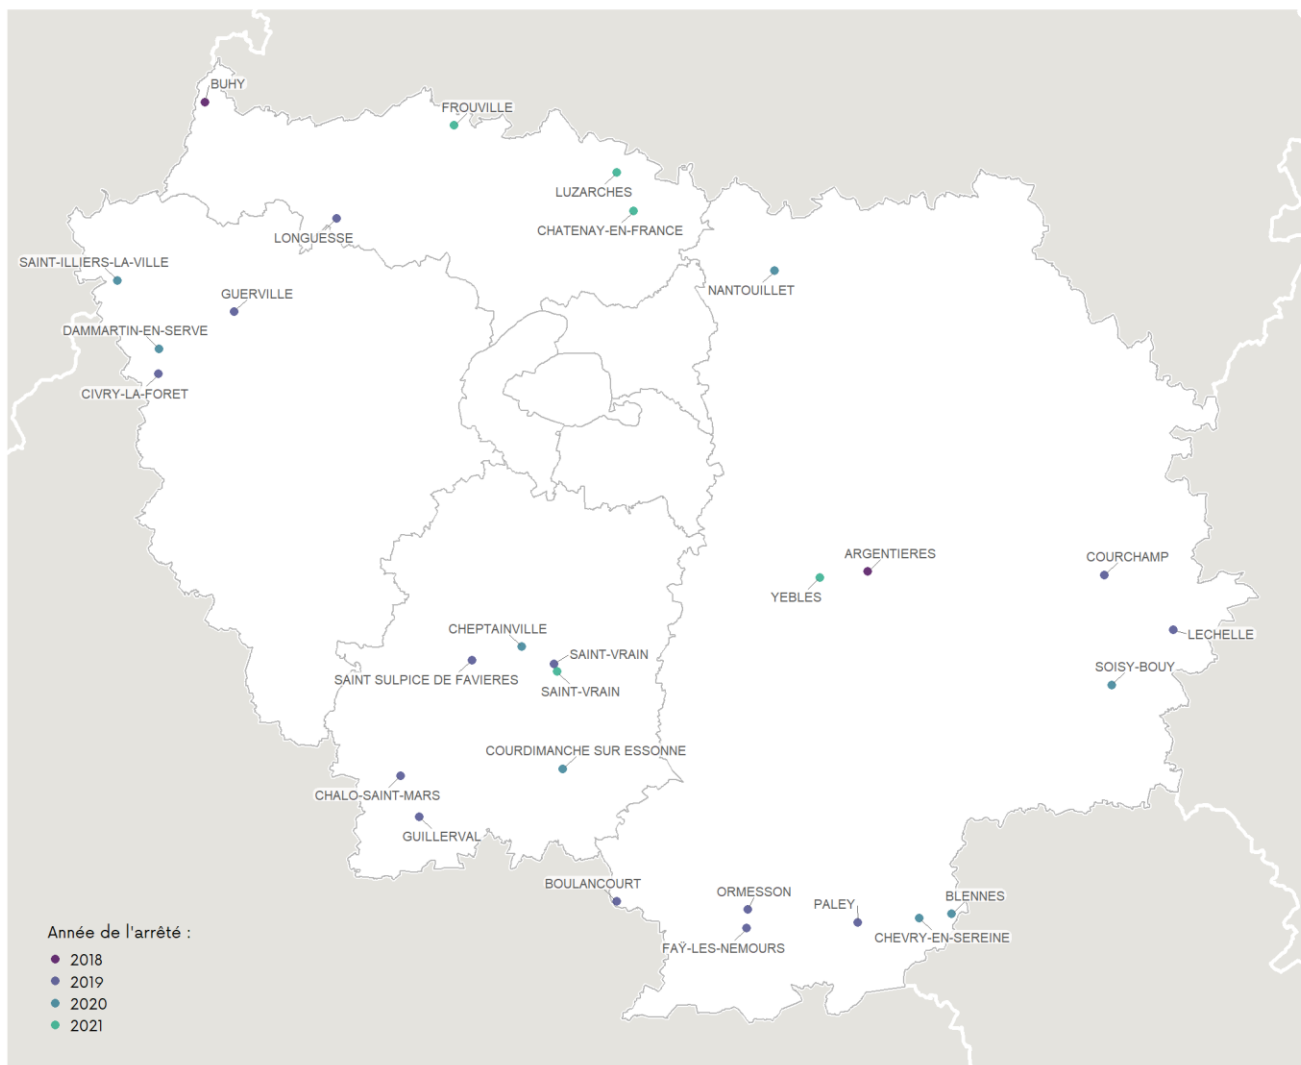 BUHY
FROUVILLE
LUZARCHES
CHATENAY-EN-FRANCE
LONGUESSE
SAINT-ILLIERS-LA-VILLE
NANTOUILLET
GUERVILLE
DAMMARTIN-EN-SERVE
CIVRY-LA-FORET
ARGENTIERES
COURCHAMP
YEBLES
CHEPTAINVILLE
LECHELLE
SAINT-VRAIN
SOISY-BOUY
SAINT SULPICE DE FAVIERES
SAINT-VRAIN
COURDIMANCHE SUR ESSONNE
CHALO-SAINT-MARS
GUILLERVAL
BOULANCOURT
ORMESSON
BLENNES
PALEY
CHEVRY-EN-SEREINE
FAŸ-LES-NEMOURS
Année de l'arrêté :
2018
2019
2020
2021